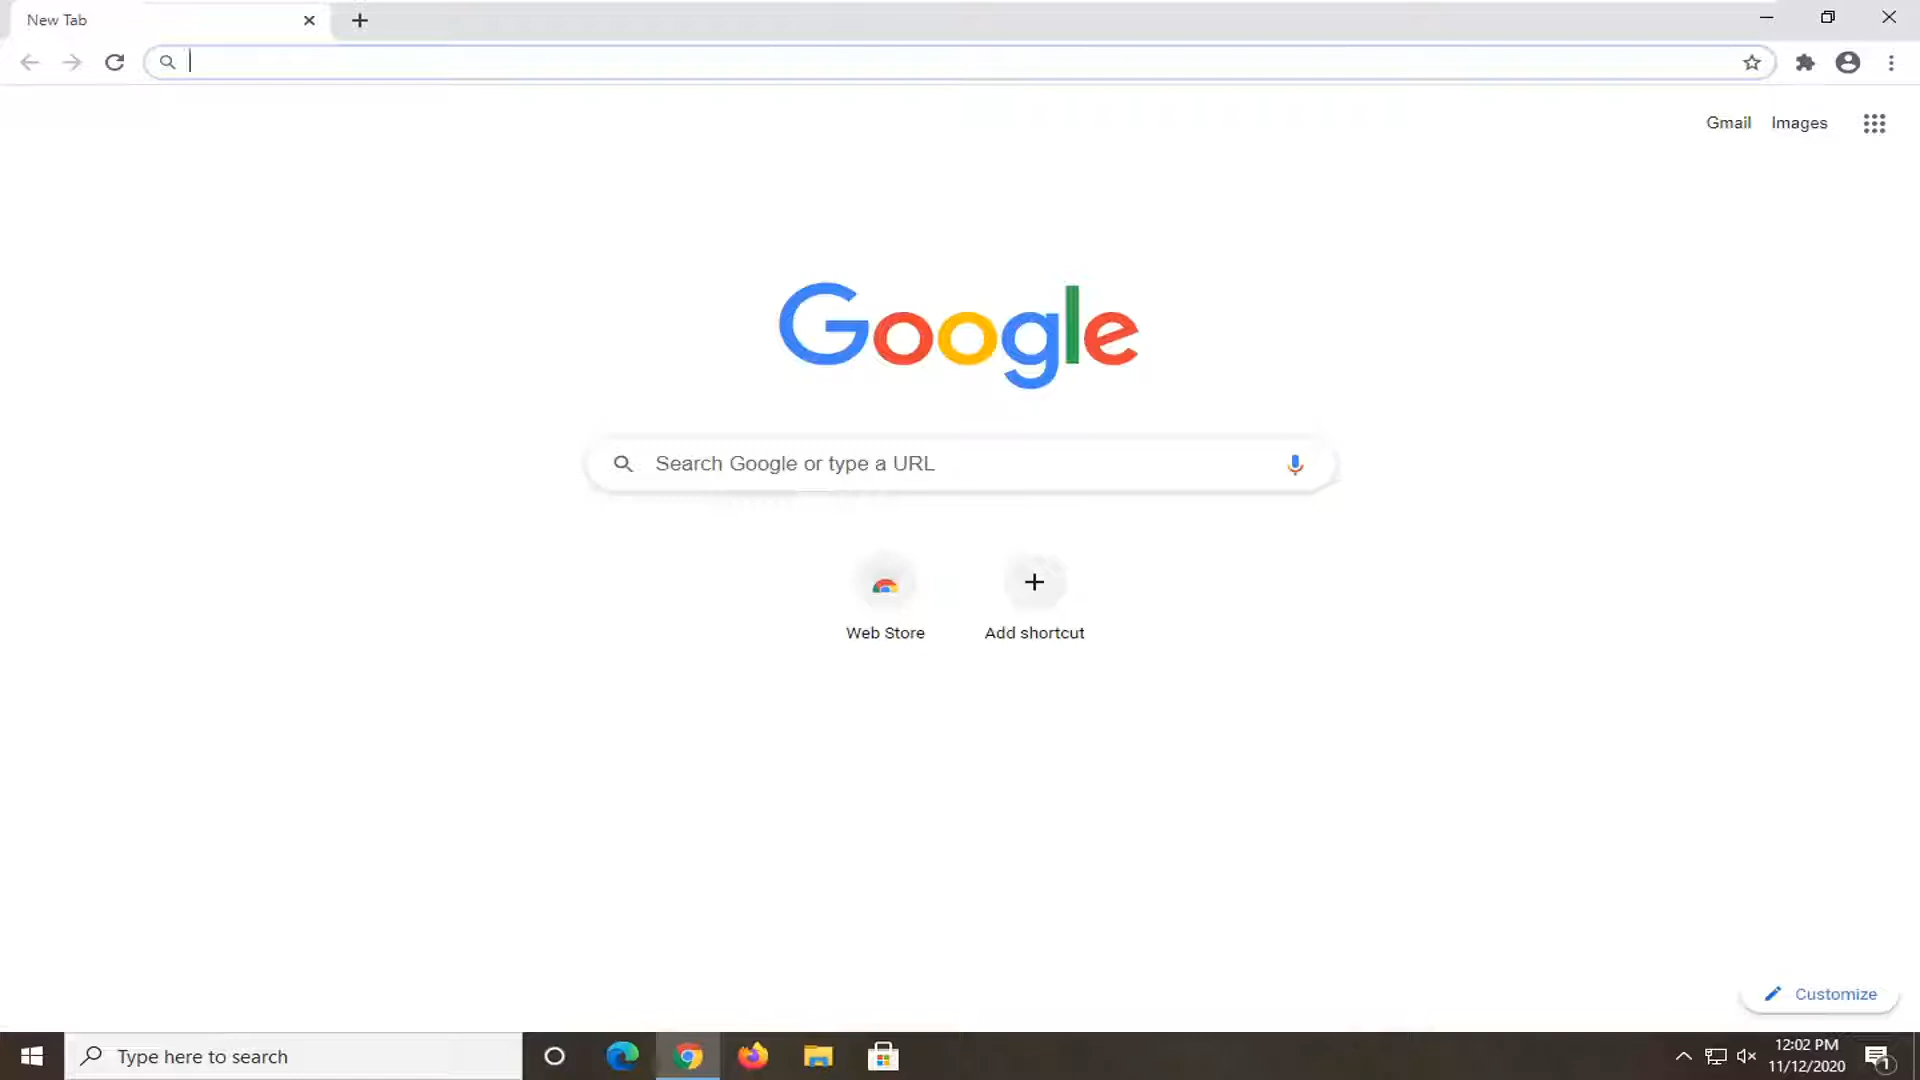 New Tab
Gmail Images
Google
Search Google or type a URL
Web Store Add shortcut
Customize
Type here to search
12:02 PM
11/12/2020
1